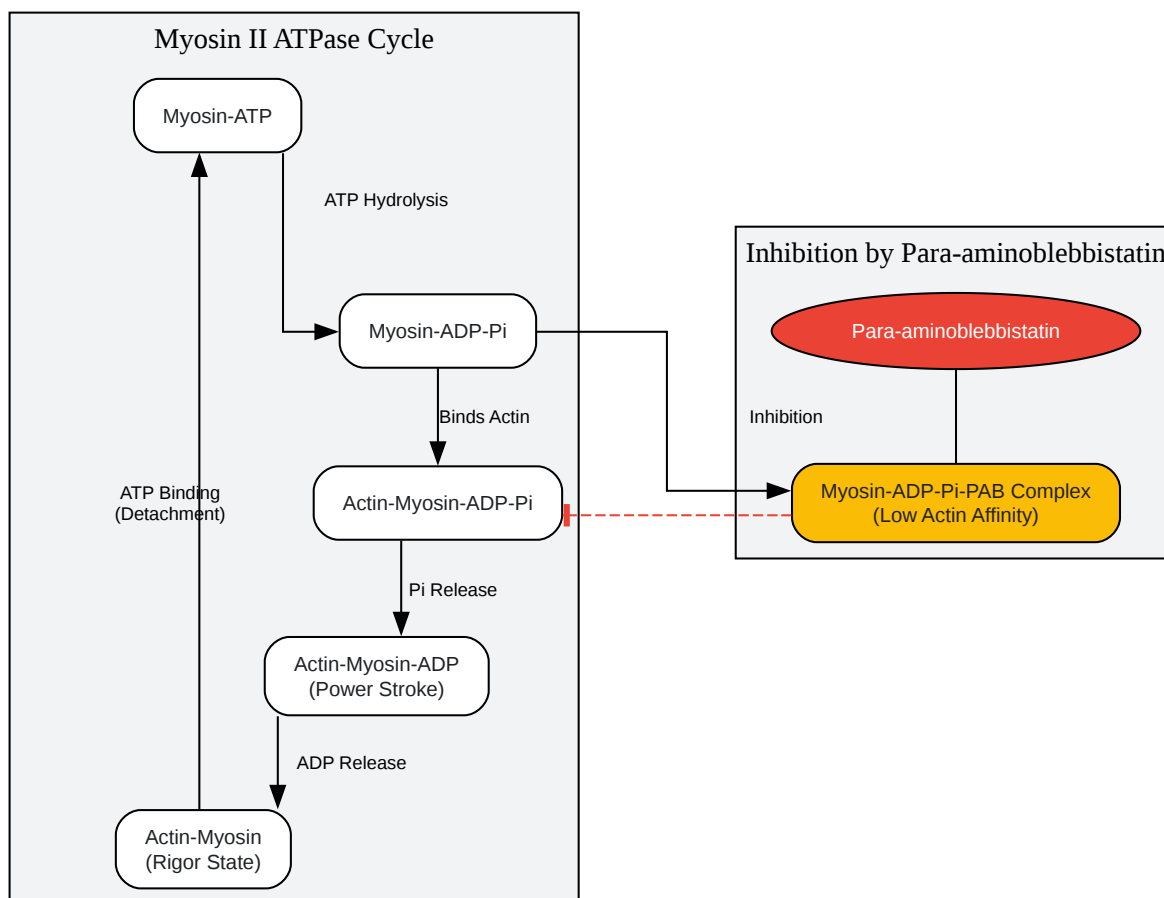 Myosin II ATPase Cycle
Myosin-ATP
ATP Hydrolysis
Myosin-ADP-Pi
Binds Actin
Actin-Myosin-ADP-Pi
ATP Binding
(Detachment)
Pi Release
Actin-Myosin-ADP
(Power Stroke)
ADP Release
Actin-Myosin
(Rigor State)
Inhibition by Para-aminoblebbistatin
Para-aminoblebbistatin
Inhibition
Myosin-ADP-Pi-PAB Complex
(Low Actin Affinity)